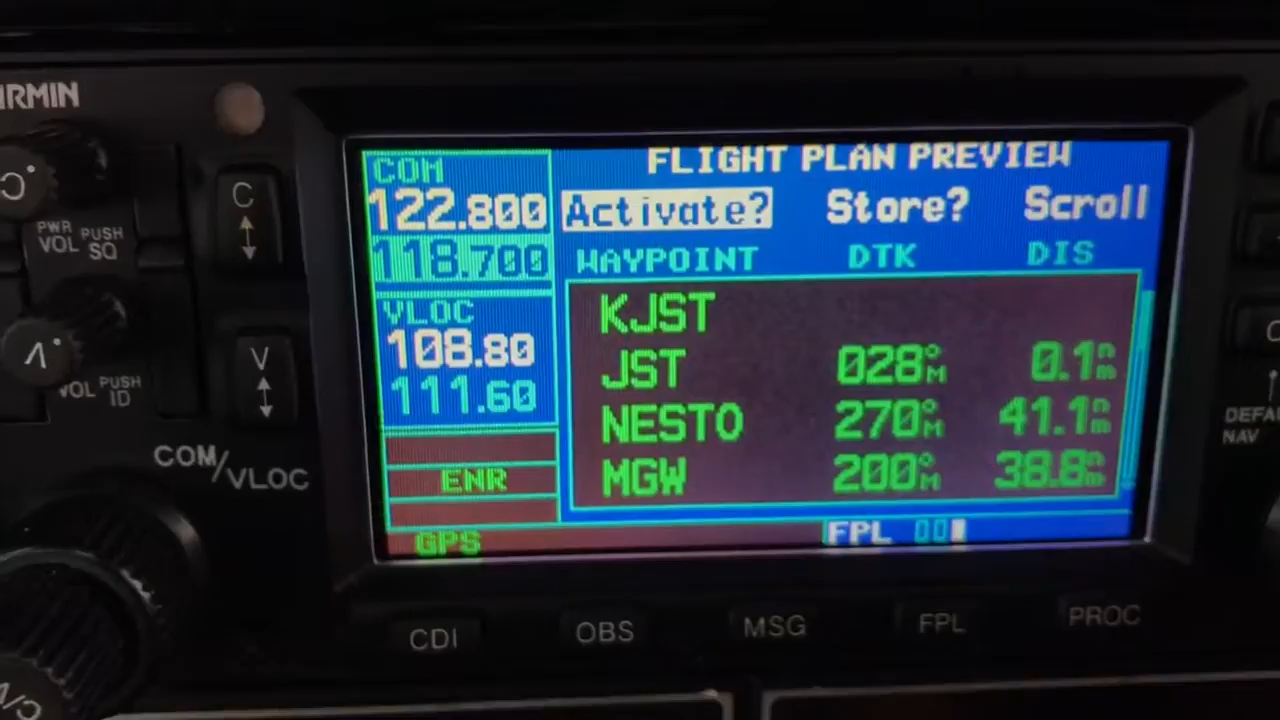 RMIN
C
PWR
VOL PUSH
SQ
VOL PUSH
ID
V
COM/VLOC
COM
122.800
118.700
VLOC
108.80
111.60
ENR
GPS
FLIGHT PLAN PREVIEW
Activate? Store? Scroll
WAYPOINT DTK DIS
KJST
JST 028°M 0.1nm
NESTO 270°M 41.1nm
MGW 200°M 38.8nm
FPL
CDI OBS MSG FPL PROC
DEFA
NAV
C/V